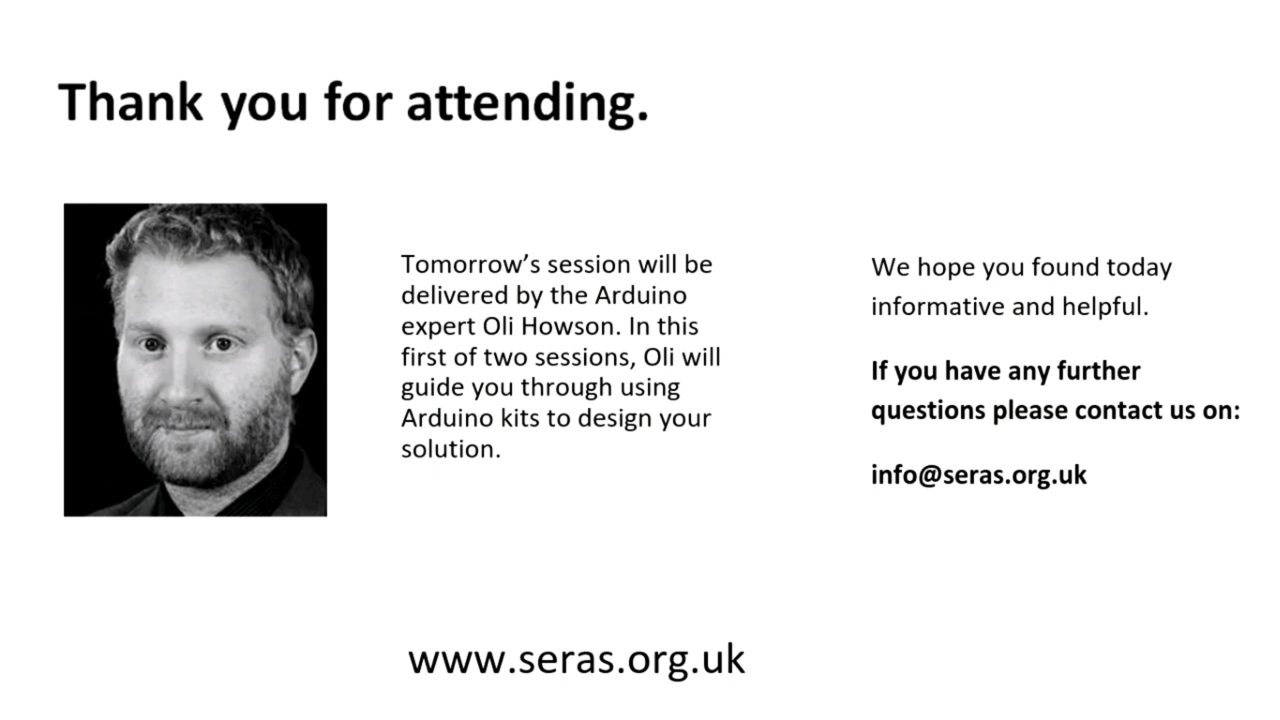 Thank you for attending.
Tomorrow’s session will be
delivered by the Arduino
expert Oli Howson. In this
first of two sessions, Oli will
guide you through using
Arduino kits to design your
solution.
We hope you found today
informative and helpful.
If you have any further
questions please contact us on:
info@seras.org.uk
www.seras.org.uk